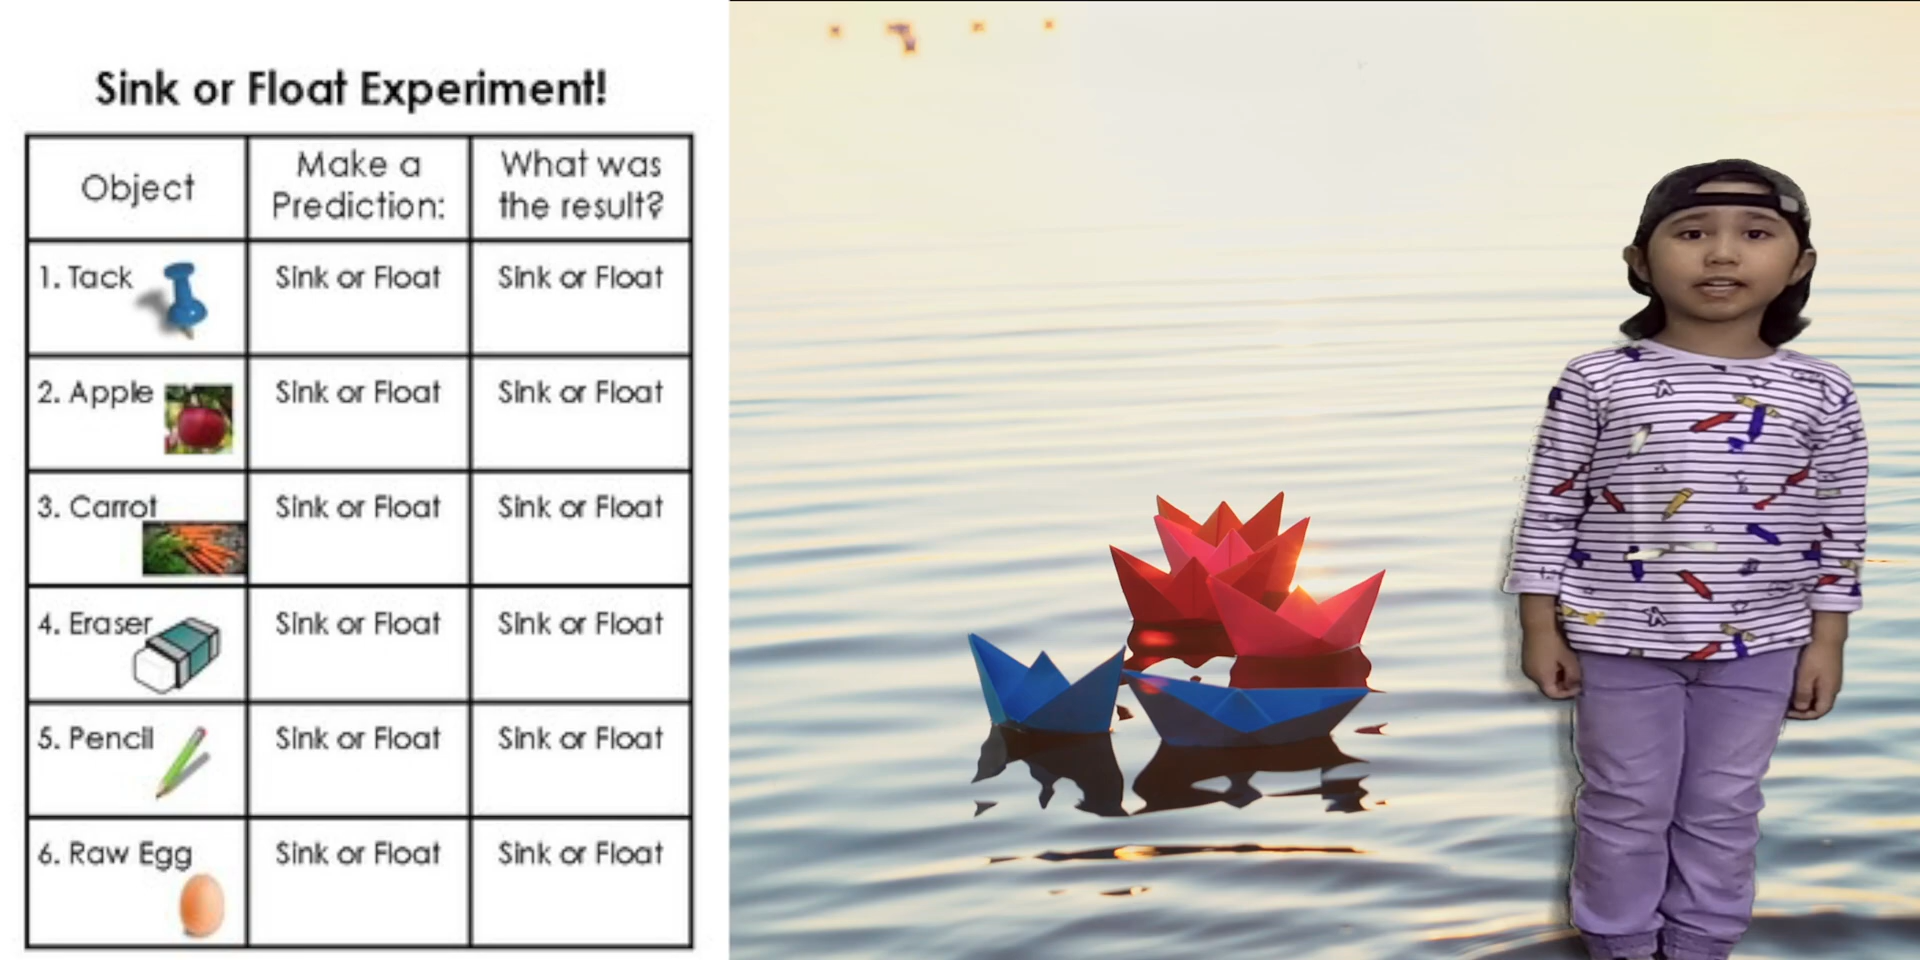 Sink or Float Experiment!
Object
Make a
Prediction:
What was
the result?
1. Tack
Sink or Float
Sink or Float
2. Apple
Sink or Float
Sink or Float
3. Carrot
Sink or Float
Sink or Float
4. Eraser
Sink or Float
Sink or Float
5. Pencil
Sink or Float
Sink or Float
6. Raw Egg
Sink or Float
Sink or Float